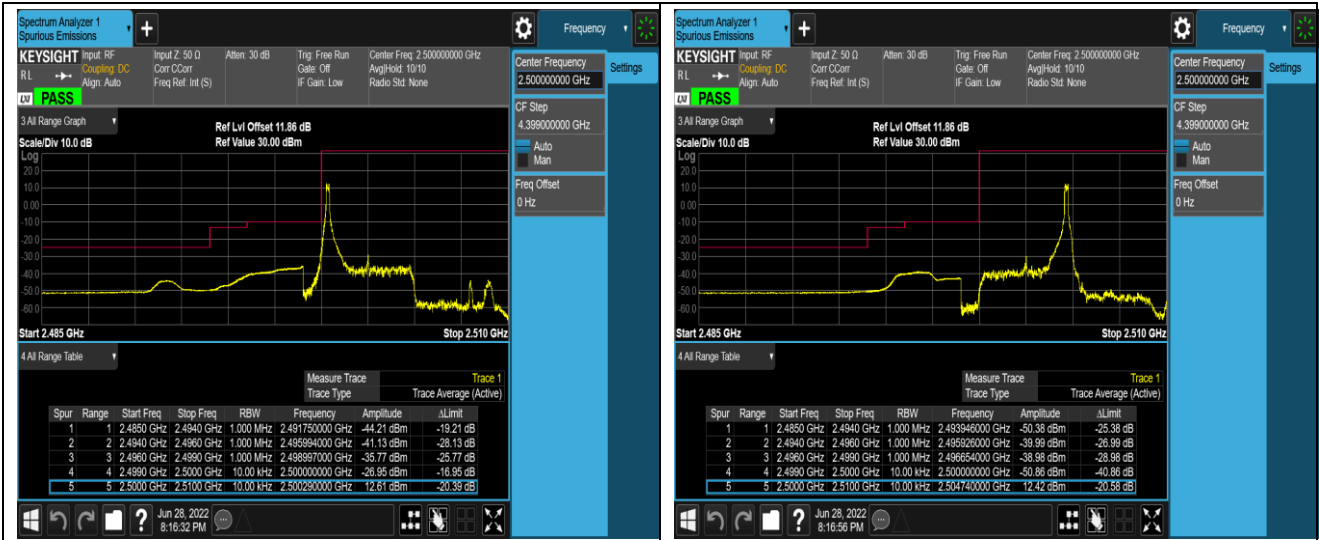 Spectrum Analyzer 1
Spurious Emissions
+
Frequency
KEYSIGHT Input: RF
Coupling: DC
Align: Auto
R L
Input Z: 50 Ω
Corr CCorr
Freq Ref: Int (S)
Atten: 30 dB
Trig: Free Run
Gate: Off
IF Gain: Low
Center Freq: 2.500000000 GHz
Avg|Hold: 10/10
Radio Std: None
LXI PASS
Center Frequency
2.500000000 GHz
Settings
CF Step
4.399000000 GHz
Auto
Man
Freq Offset
0 Hz
3 All Range Graph
Ref Lvl Offset 11.86 dB
Scale/Div 10.0 dB
Ref Value 30.00 dBm
Log
20.0
10.0
0.00
-10.0
-20.0
-30.0
-40.0
-50.0
-60.0
Start 2.485 GHz
Stop 2.510 GHz
4 All Range Table
Measure Trace Trace 1
Trace Type Trace Average (Active)
Spur Range Start Freq Stop Freq RBW Frequency Amplitude ΔLimit
1 1 2.4850 GHz 2.4940 GHz 1.000 MHz 2.491750000 GHz -44.21 dBm -19.21 dB
2 2 2.4940 GHz 2.4960 GHz 1.000 MHz 2.495994000 GHz -41.13 dBm -28.13 dB
3 3 2.4960 GHz 2.4990 GHz 1.000 MHz 2.498997000 GHz -35.77 dBm -25.77 dB
4 4 2.4990 GHz 2.5000 GHz 10.00 kHz 2.500000000 GHz -26.95 dBm -16.95 dB
5 5 2.5000 GHz 2.5100 GHz 10.00 kHz 2.500290000 GHz 12.61 dBm -20.39 dB
?
Jun 28, 2022
8:16:32 PM
Spectrum Analyzer 1
Spurious Emissions
+
Frequency
KEYSIGHT Input: RF
Coupling: DC
Align: Auto
R L
Input Z: 50 Ω
Corr CCorr
Freq Ref: Int (S)
Atten: 30 dB
Trig: Free Run
Gate: Off
IF Gain: Low
Center Freq: 2.500000000 GHz
Avg|Hold: 10/10
Radio Std: None
LXI PASS
Center Frequency
2.500000000 GHz
Settings
CF Step
4.399000000 GHz
Auto
Man
Freq Offset
0 Hz
3 All Range Graph
Ref Lvl Offset 11.86 dB
Scale/Div 10.0 dB
Ref Value 30.00 dBm
Log
20.0
10.0
0.00
-10.0
-20.0
-30.0
-40.0
-50.0
-60.0
Start 2.485 GHz
Stop 2.510 GHz
4 All Range Table
Measure Trace Trace 1
Trace Type Trace Average (Active)
Spur Range Start Freq Stop Freq RBW Frequency Amplitude ΔLimit
1 1 2.4850 GHz 2.4940 GHz 1.000 MHz 2.493946000 GHz -50.38 dBm -25.38 dB
2 2 2.4940 GHz 2.4960 GHz 1.000 MHz 2.495926000 GHz -39.99 dBm -26.99 dB
3 3 2.4960 GHz 2.4990 GHz 1.000 MHz 2.496654000 GHz -38.98 dBm -28.98 dB
4 4 2.4990 GHz 2.5000 GHz 10.00 kHz 2.500000000 GHz -50.86 dBm -40.86 dB
5 5 2.5000 GHz 2.5100 GHz 10.00 kHz 2.504740000 GHz 12.42 dBm -20.58 dB
?
Jun 28, 2022
8:16:56 PM